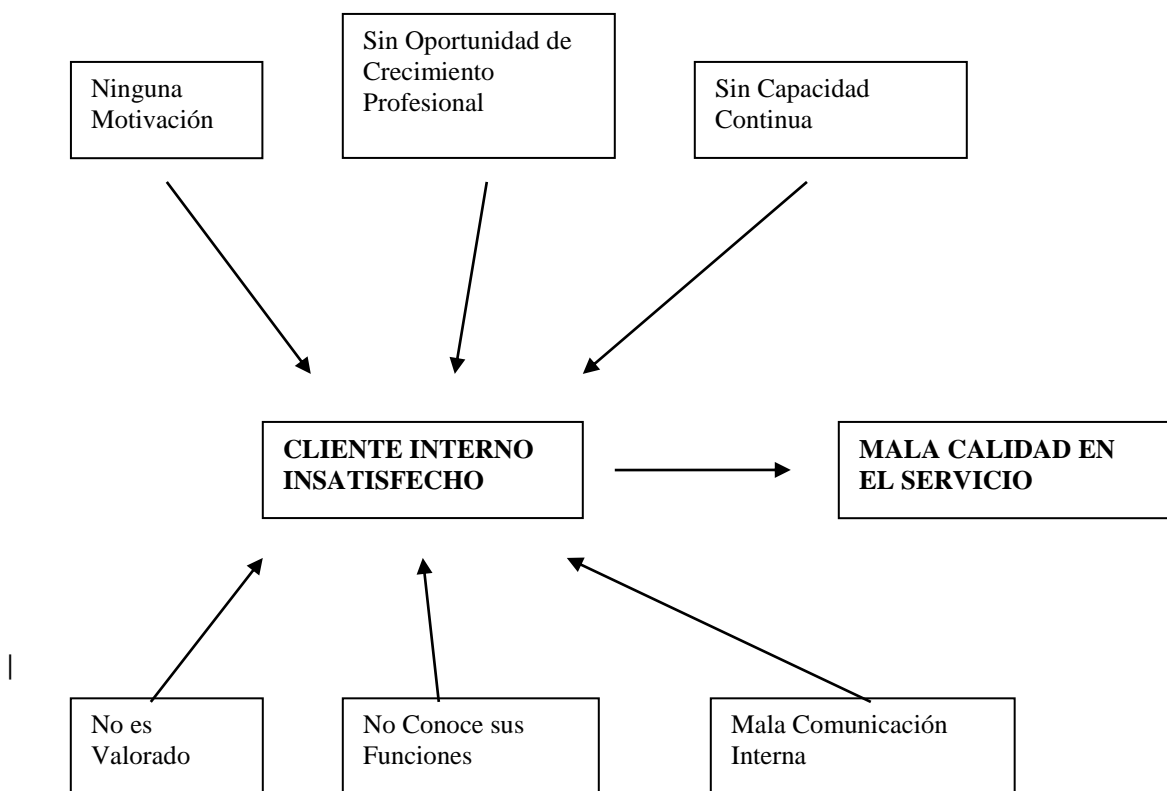 Ninguna
Motivación
Sin Oportunidad de
Crecimiento
Profesional
Sin Capacidad
Continua
CLIENTE INTERNO
INSATISFECHO
MALA CALIDAD EN
EL SERVICIO
|
No es
Valorado
No Conoce sus
Funciones
Mala Comunicación
Interna